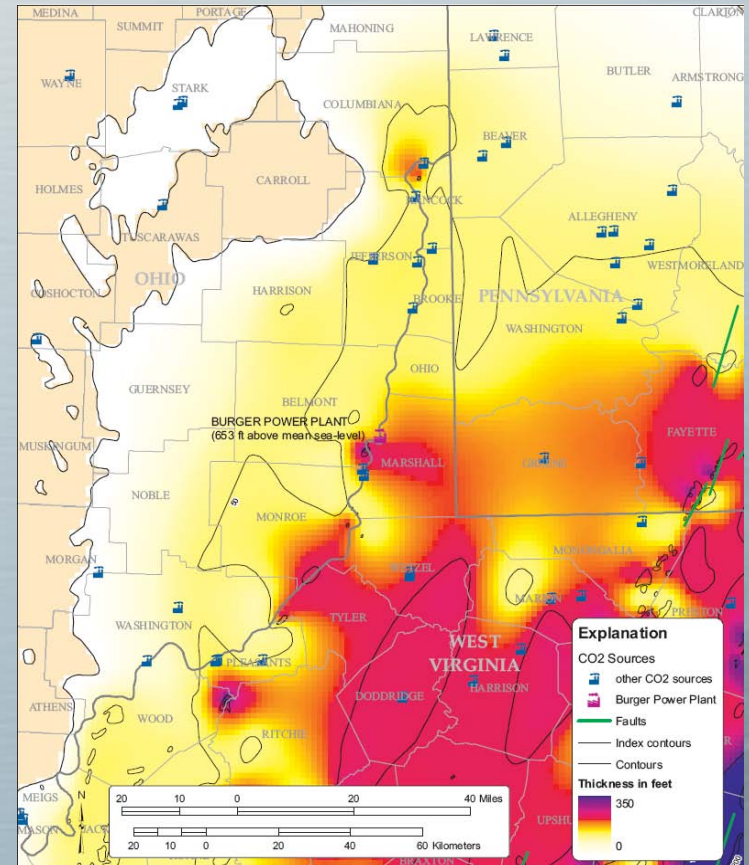 MEDINA
PORTAGE
CLARION
SUMMIT
MAHONING
LAWRENCE
BUTLER
ARMSTRONG
WAYNE
STARK
COLUMBIANA
BEAVER
HOLMES
CARROLL
HANCOCK
ALLEGHENY
TUSCARAWAS
JEFFERSON
WESTMORELAND
OHIO
COSHOCTON
HARRISON
BROOKE
PENNSYLVANIA
WASHINGTON
OHIO
GUERNSEY
BELMONT
BURGER POWER PLANT
(653 ft above mean sea-level)
FAYETTE
MUSKINGUM
MARSHALL
GREENE
NOBLE
MONROE
MONONGALIA
MORGAN
WETZEL
MARION
PRESTON
WASHINGTON
TYLER
WEST
VIRGINIA
PLEASANTS
DODDRIDGE
HARRISON
ATHENS
WOOD
RITCHIE
MEIGS
MASON
JACK
N
UPSHU
BRAXTON
20 10 0 20 40 Miles
20 10 0 20 40 60 Kilometers
Explanation
CO2 Sources
other CO2 sources
Burger Power Plant
Faults
Index contours
Contours
Thickness in feet
350
0